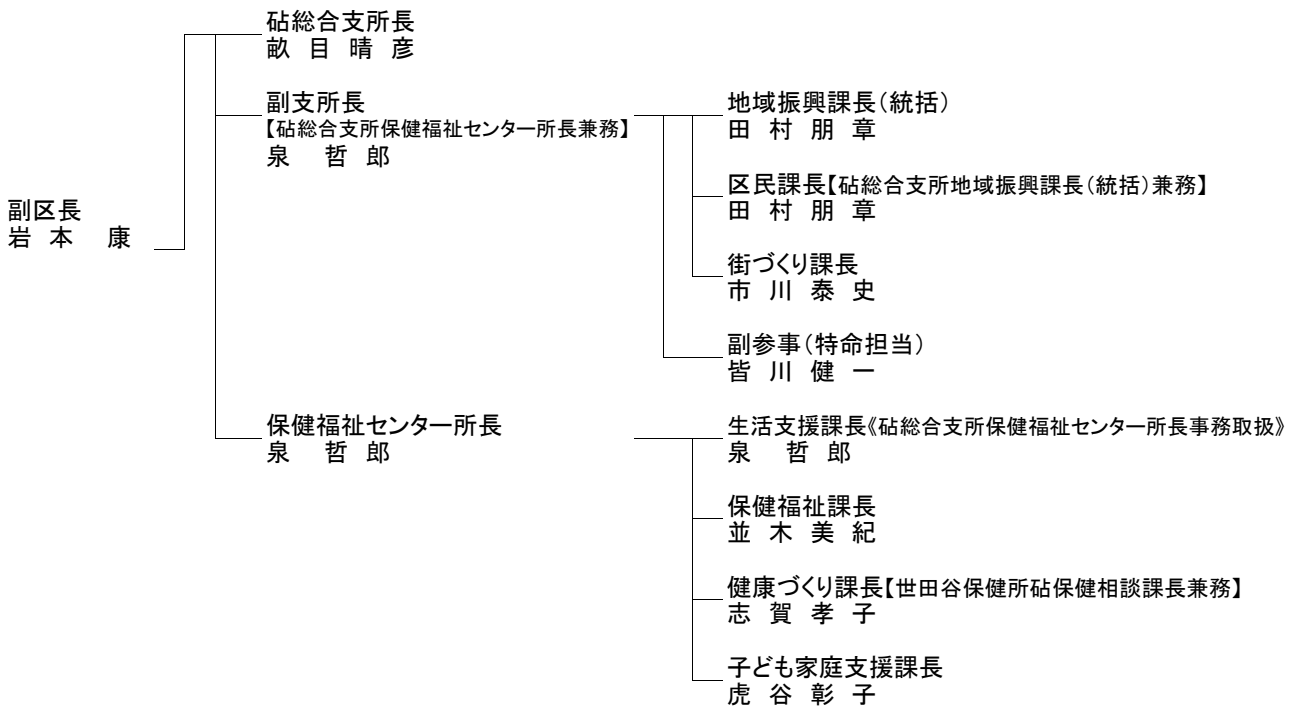 副区長
岩本 康
砧総合支所長
畝目晴彦
副支所長
【砧総合支所保健福祉センター所長兼務】
泉 哲郎
地域振興課長(統括)
田村朋章
区民課長【砧総合支所地域振興課長(統括)兼務】
田村朋章
街づくり課長
市川泰史
副参事(特命担当)
皆川健一
保健福祉センター所長
泉 哲郎
生活支援課長《砧総合支所保健福祉センター所長事務取扱》
泉 哲郎
保健福祉課長
並木美紀
健康づくり課長【世田谷保健所砧保健相談課長兼務】
志賀孝子
子ども家庭支援課長
虎谷彰子